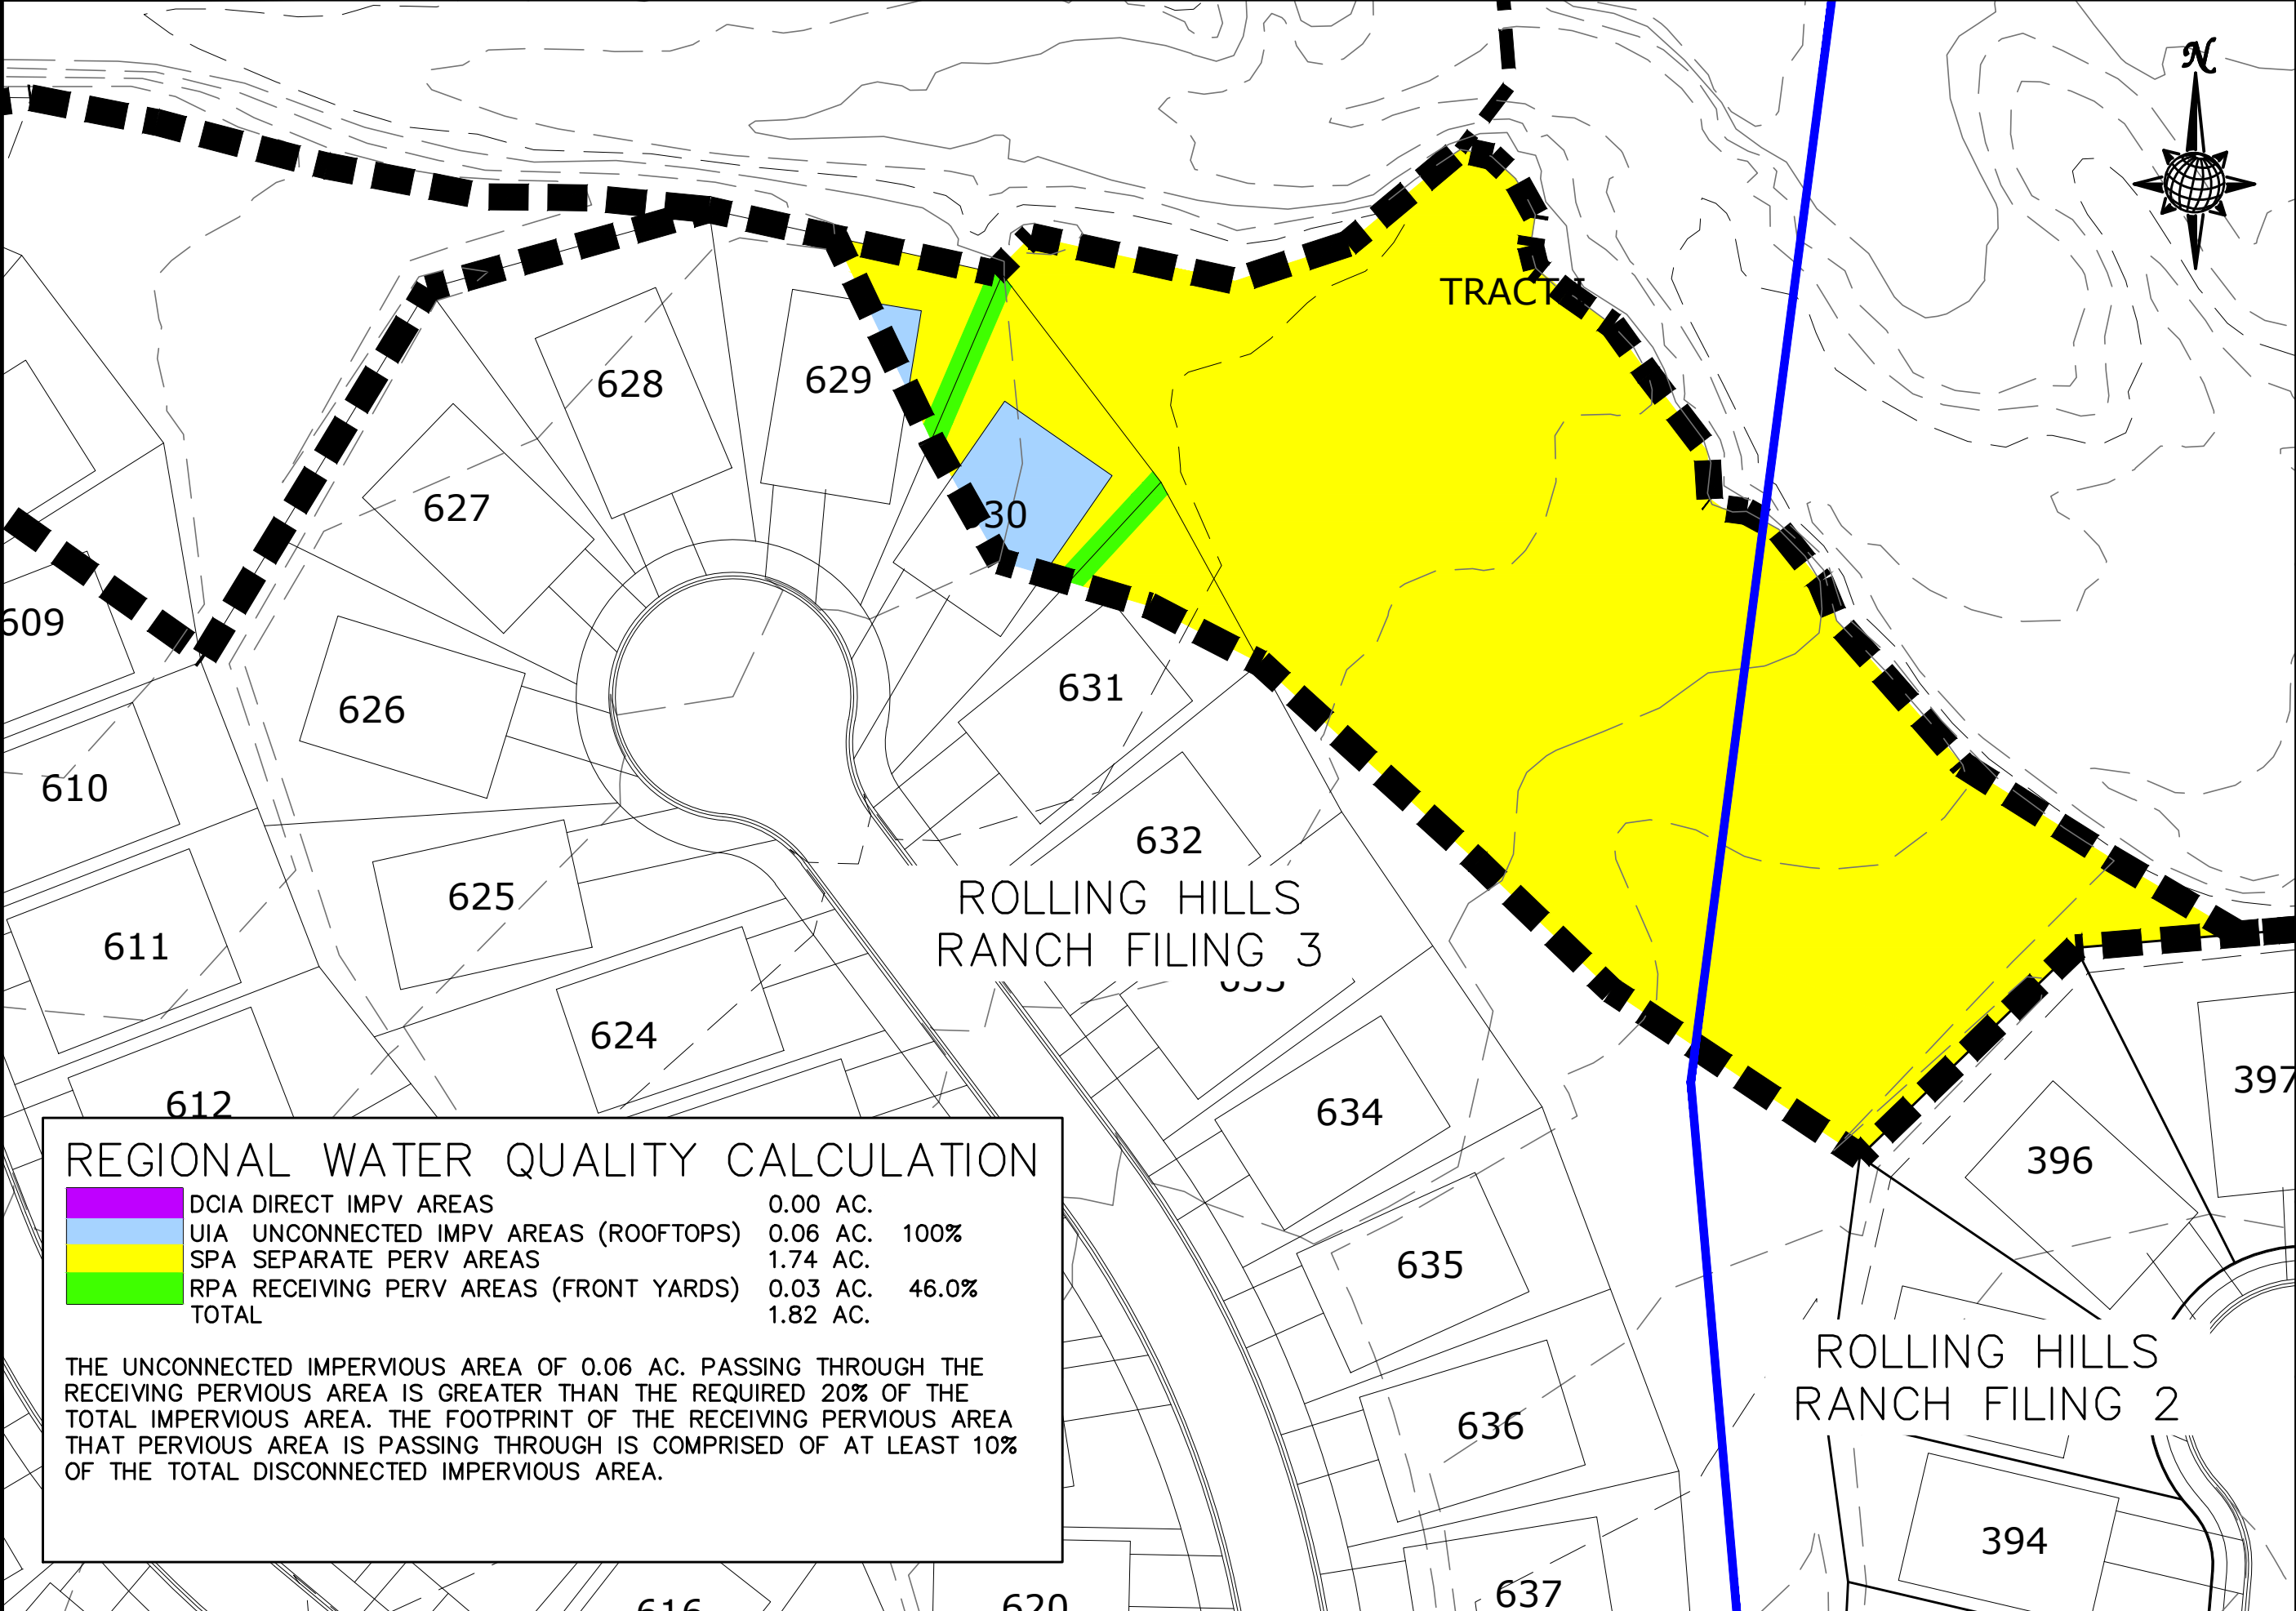 N
TRACT
628
629
627
30
609
631
626
610
632
625
ROLLING HILLS
RANCH FILING 3
611
633
624
397
612
634
396
REGIONAL WATER QUALITY CALCULATION
DCIA DIRECT IMPV AREAS 0.00 AC.
UIA UNCONNECTED IMPV AREAS (ROOFTOPS) 0.06 AC. 100%
SPA SEPARATE PERV AREAS 1.74 AC.
RPA RECEIVING PERV AREAS (FRONT YARDS) 0.03 AC. 46.0%
TOTAL 1.82 AC.
THE UNCONNECTED IMPERVIOUS AREA OF 0.06 AC. PASSING THROUGH THE
RECEIVING PERVIOUS AREA IS GREATER THAN THE REQUIRED 20% OF THE
TOTAL IMPERVIOUS AREA. THE FOOTPRINT OF THE RECEIVING PERVIOUS AREA
THAT PERVIOUS AREA IS PASSING THROUGH IS COMPRISED OF AT LEAST 10%
OF THE TOTAL DISCONNECTED IMPERVIOUS AREA.
635
ROLLING HILLS
RANCH FILING 2
636
394
637
616
620